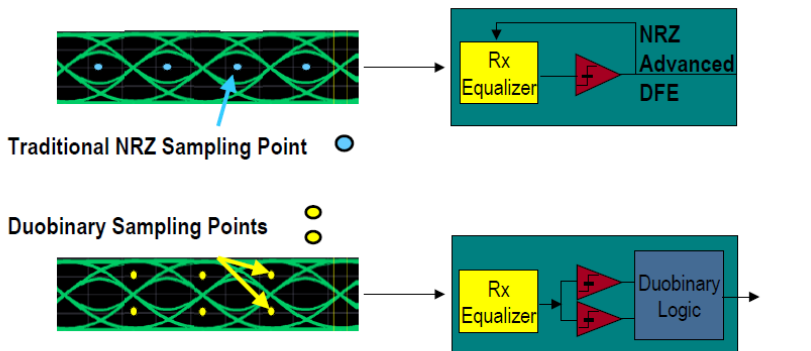 NRZ
Advanced
DFE
Rx
Equalizer
Traditional NRZ Sampling Point
Duobinary Sampling Points
Rx
Equalizer
Duobinary
Logic